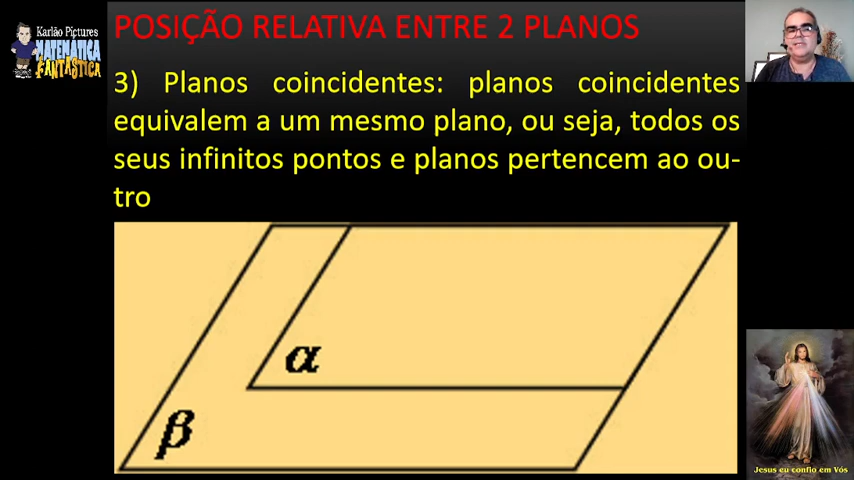 POSIÇÃO RELATIVA ENTRE 2 PLANOS
Karlão Pictures
MATEMÁTICA
FANTÁSTICA
3) Planos coincidentes: planos coincidentes
equivalem a um mesmo plano, ou seja, todos os
seus infinitos pontos e planos pertencem ao ou-
tro
α
β
Jesus eu confio em Vós